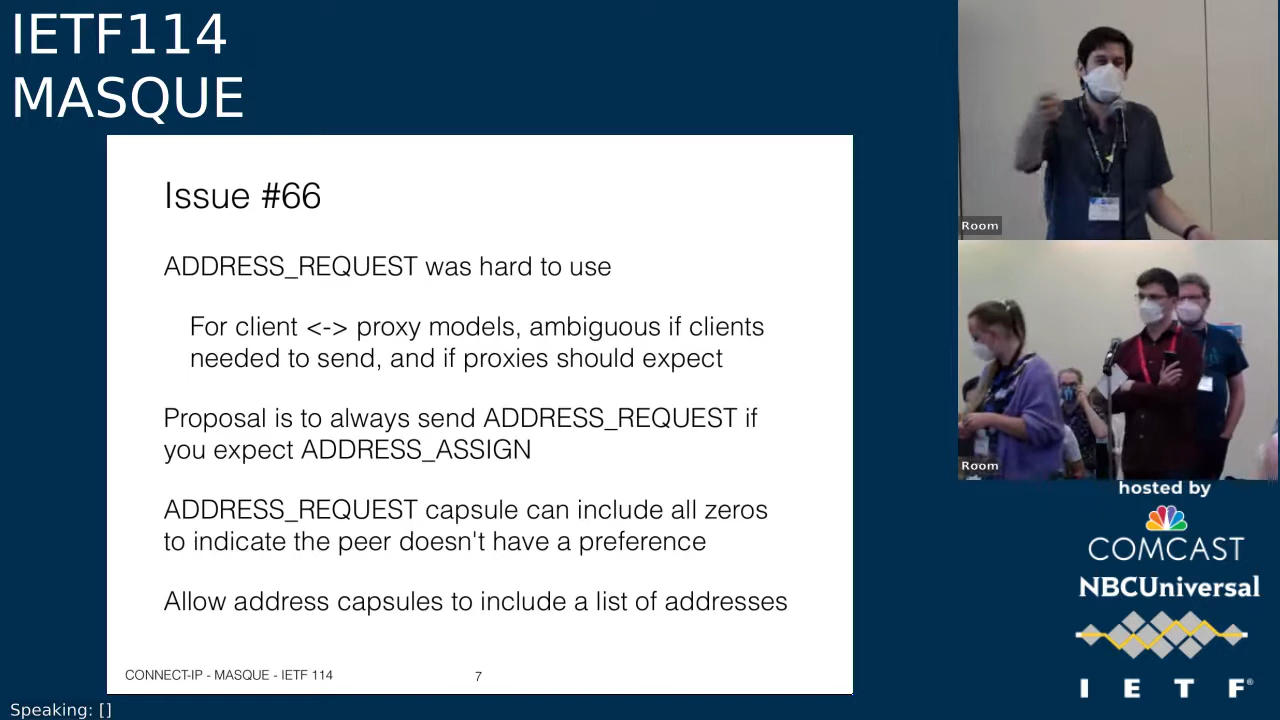 IETF114
MASQUE
Issue #66
ADDRESS_REQUEST was hard to use
For client <-> proxy models, ambiguous if clients
needed to send, and if proxies should expect
Proposal is to always send ADDRESS_REQUEST if
you expect ADDRESS_ASSIGN
ADDRESS_REQUEST capsule can include all zeros
to indicate the peer doesn't have a preference
Allow address capsules to include a list of addresses
CONNECT-IP - MASQUE - IETF 114
7
Room
Room
hosted by
COMCAST
NBCUniversal
I E T F®
Speaking: []